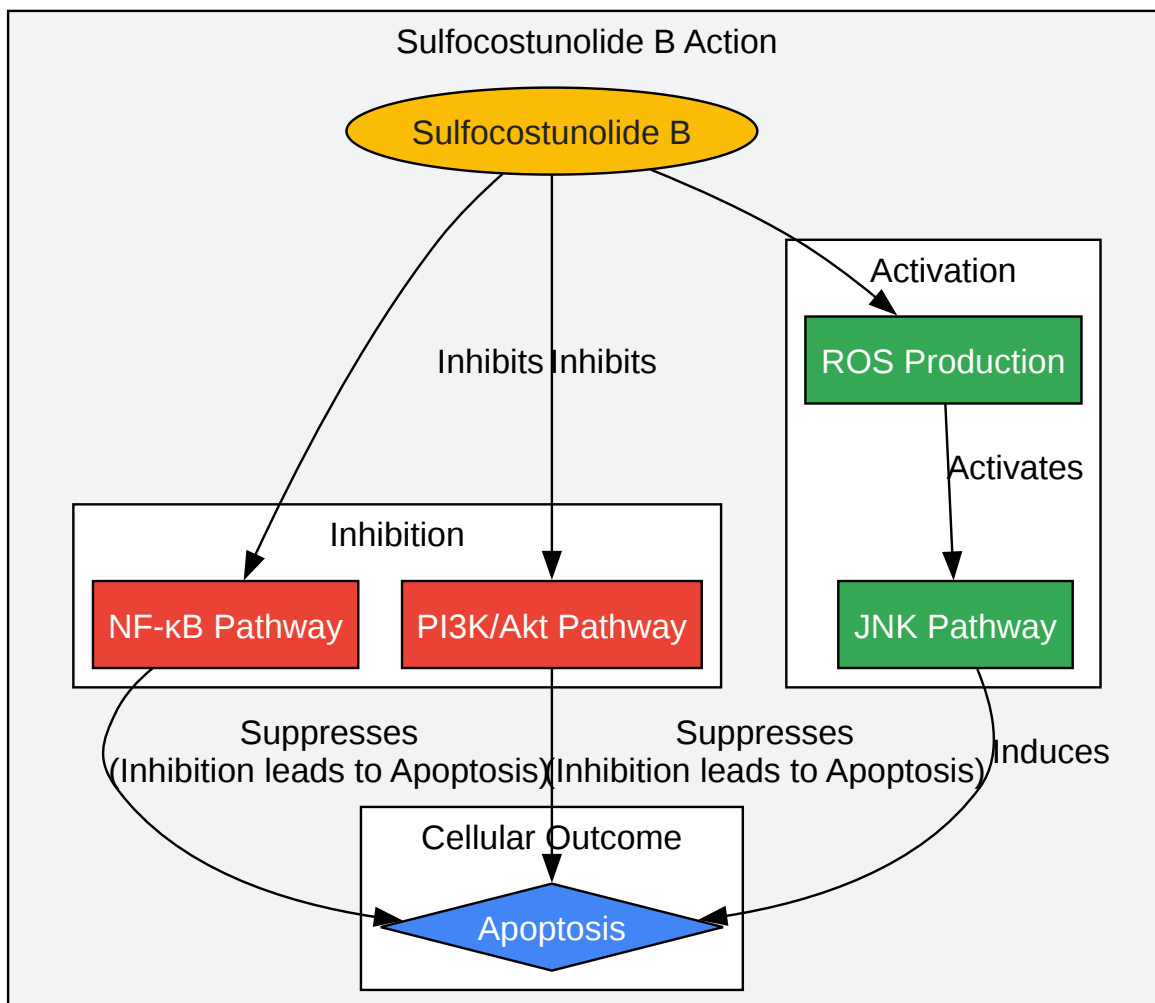 Sulfocostunolide B Action
Sulfocostunolide B
Activation
Inhibits
Inhibits
ROS Production
Activates
Inhibition
NF-κB Pathway
PI3K/Akt Pathway
JNK Pathway
Suppresses
(Inhibition leads to Apoptosis)
Suppresses
(Inhibition leads to Apoptosis)
Induces
Cellular Outcome
Apoptosis